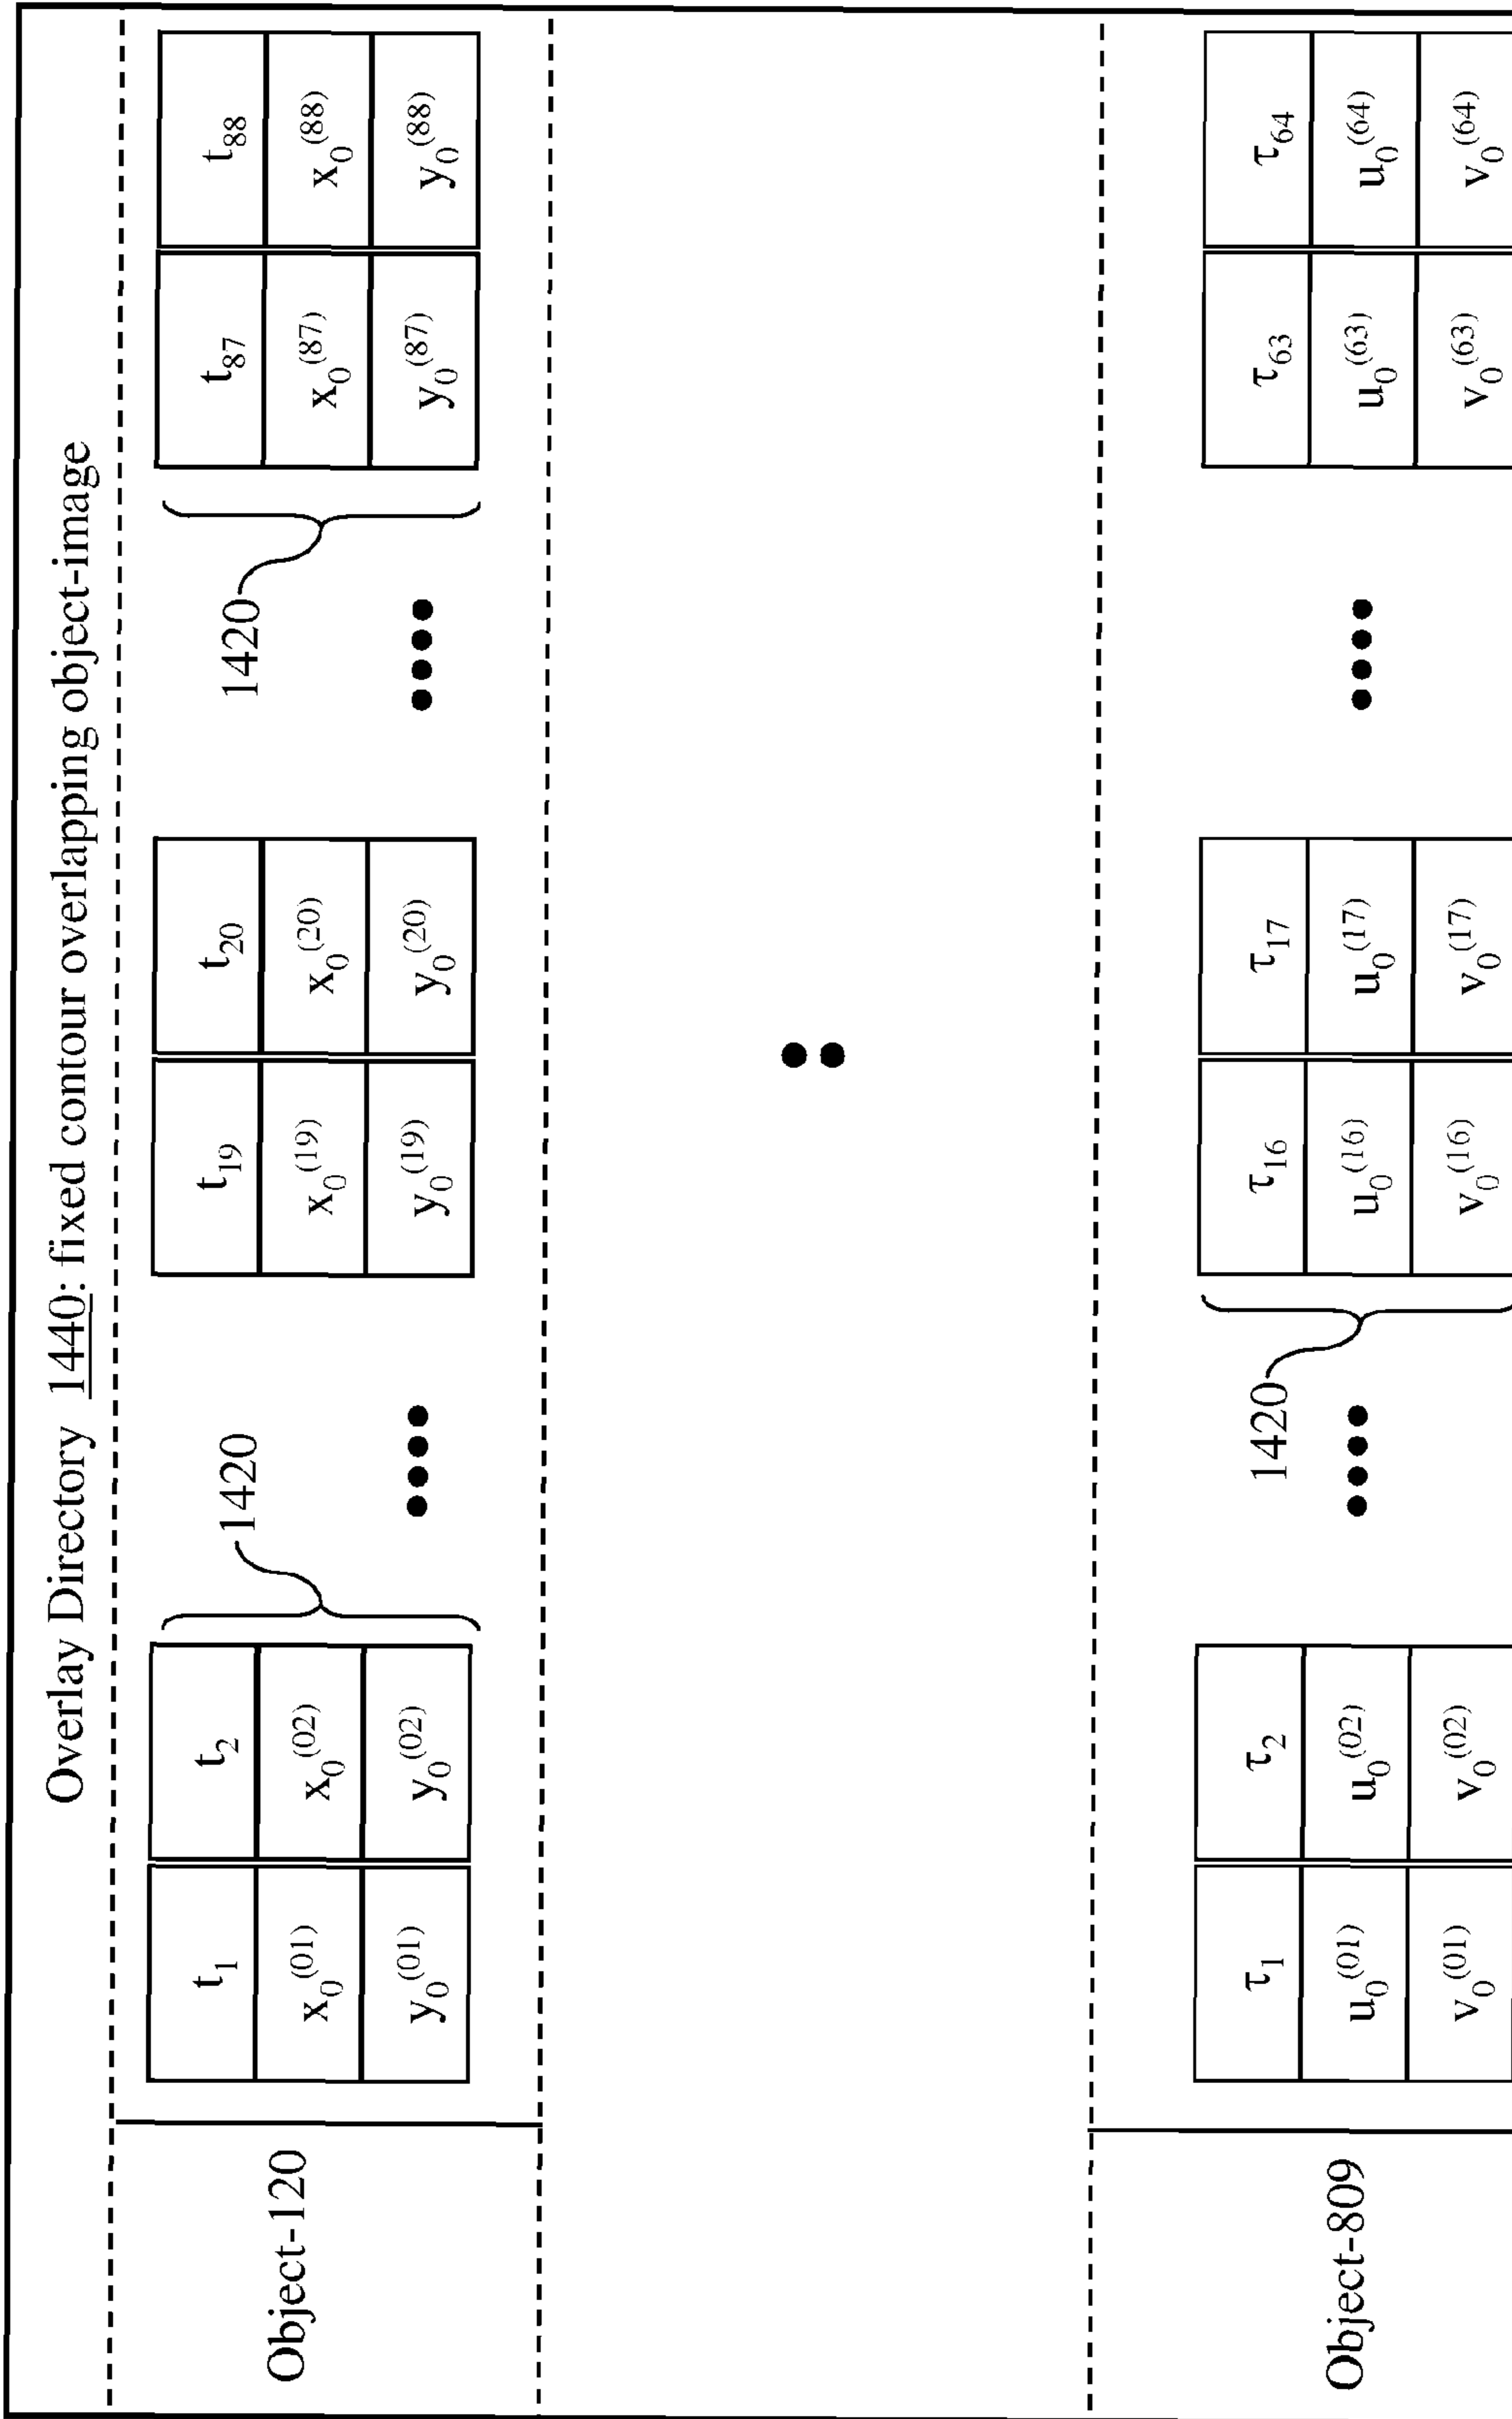 Overlay Directory 1440: fixed contour overlapping object-image
Object-120
t₁ t₂ 1420 t₁₉ t₂₀ 1420 t₈₇ t₈₈
x₀⁽⁰¹⁾ x₀⁽⁰²⁾ x₀⁽¹⁹⁾ x₀⁽²⁰⁾ x₀⁽⁸⁷⁾ x₀⁽⁸⁸⁾
y₀⁽⁰¹⁾ y₀⁽⁰²⁾ y₀⁽¹⁹⁾ y₀⁽²⁰⁾ y₀⁽⁸⁷⁾ y₀⁽⁸⁸⁾
Object-809
τ₁ τ₂ 1420 τ₁₆ τ₁₇ τ₆₃ τ₆₄
u₀⁽⁰¹⁾ u₀⁽⁰²⁾ u₀⁽¹⁶⁾ u₀⁽¹⁷⁾ u₀⁽⁶³⁾ u₀⁽⁶⁴⁾
v₀⁽⁰¹⁾ v₀⁽⁰²⁾ v₀⁽¹⁶⁾ v₀⁽¹⁷⁾ v₀⁽⁶³⁾ v₀⁽⁶⁴⁾